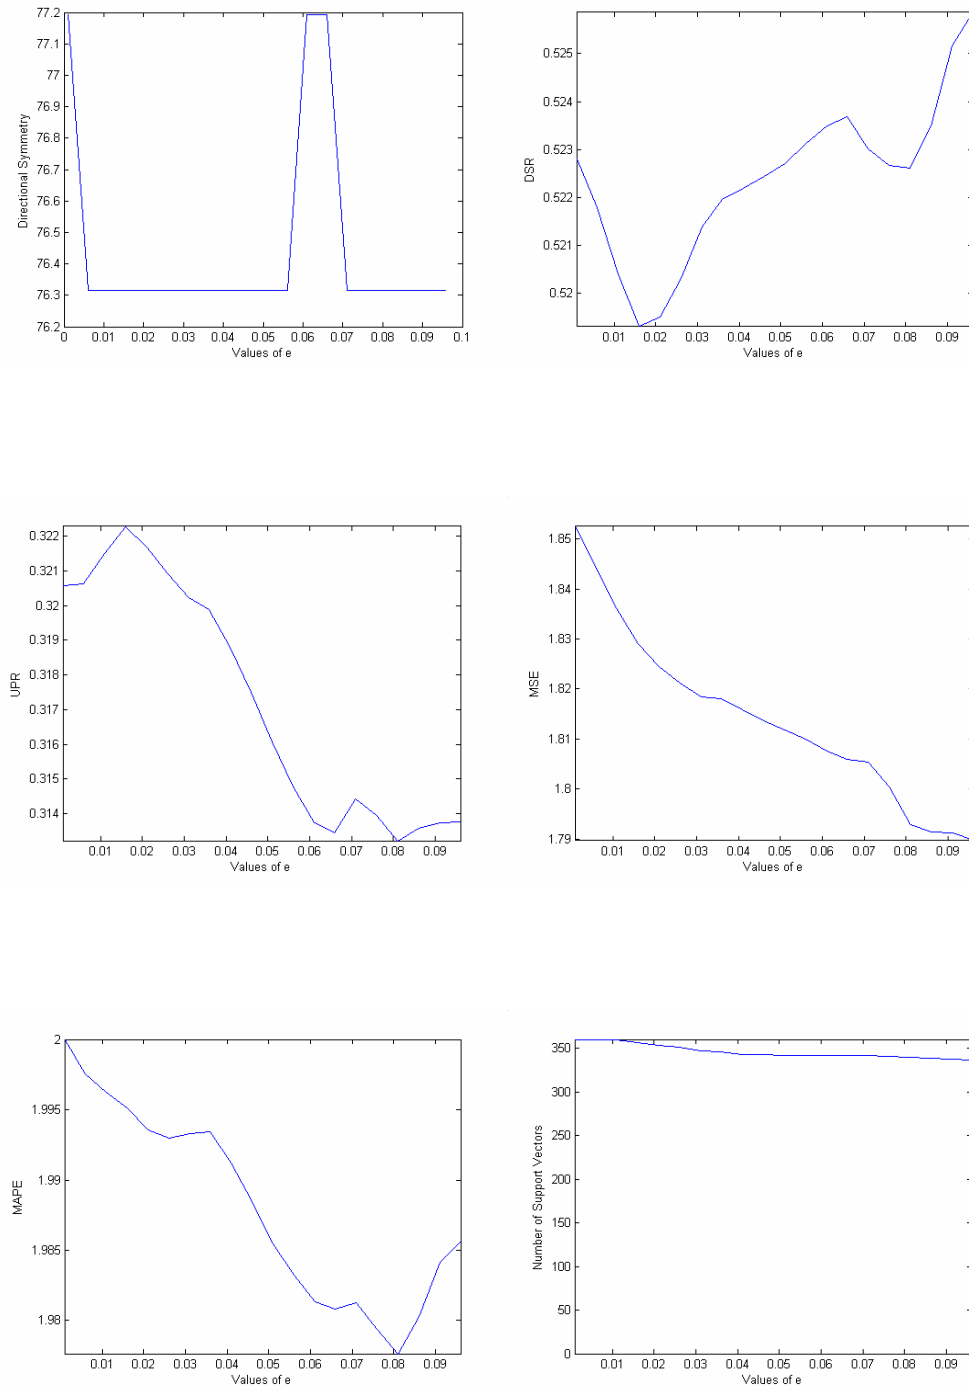 77.2
77.1
77
76.9
76.8
76.7
76.6
76.5
76.4
76.3
76.2
Directional Symmetry
0 0.01 0.02 0.03 0.04 0.05 0.06 0.07 0.08 0.09 0.1
Values of e
0.525
0.524
0.523
0.522
0.521
0.52
DSR
0.01 0.02 0.03 0.04 0.05 0.06 0.07 0.08 0.09
Values of e
0.322
0.321
0.32
0.319
0.318
0.317
0.316
0.315
0.314
UPR
0.01 0.02 0.03 0.04 0.05 0.06 0.07 0.08 0.09
Values of e
1.85
1.84
1.83
1.82
1.81
1.8
1.79
MSE
0.01 0.02 0.03 0.04 0.05 0.06 0.07 0.08 0.09
Values of e
2
1.995
1.99
1.985
1.98
MAPE
0.01 0.02 0.03 0.04 0.05 0.06 0.07 0.08 0.09
Values of e
350
300
250
200
150
100
50
0
Number of Support Vectors
0.01 0.02 0.03 0.04 0.05 0.06 0.07 0.08 0.09
Values of e